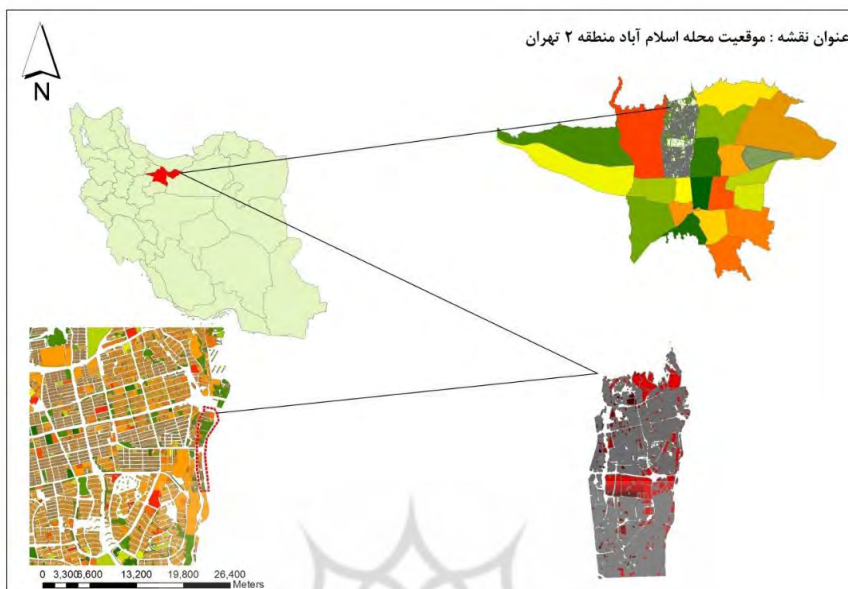 عنوان نقشه : موقعیت محله اسلام آباد منطقه ۲ تهران
N
0 3,300 6,600 13,200 19,800 26,400
Meters